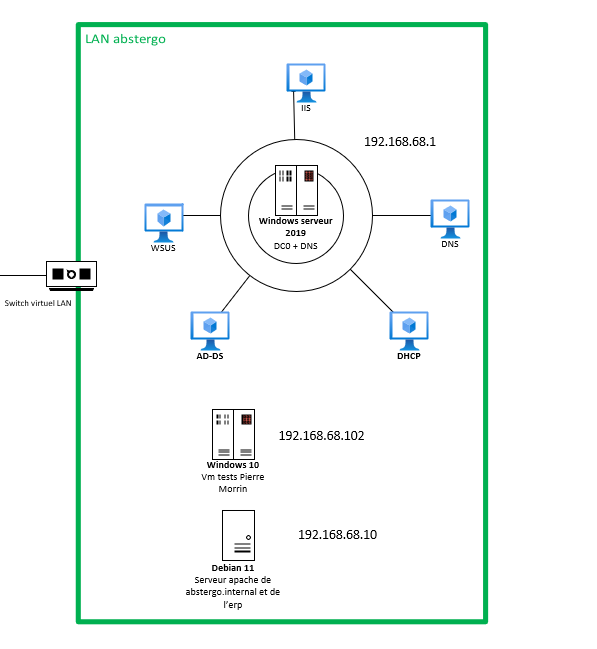 LAN abstergo
IIS
192.168.68.1
Windows serveur
2019
DC0 + DNS
WSUS
DNS
Switch virtuel LAN
AD-DS
DHCP
192.168.68.102
Windows 10
Vm tests Pierre
Morrin
192.168.68.10
Debian 11
Serveur apache de
abstergo.internal et de
l'erp